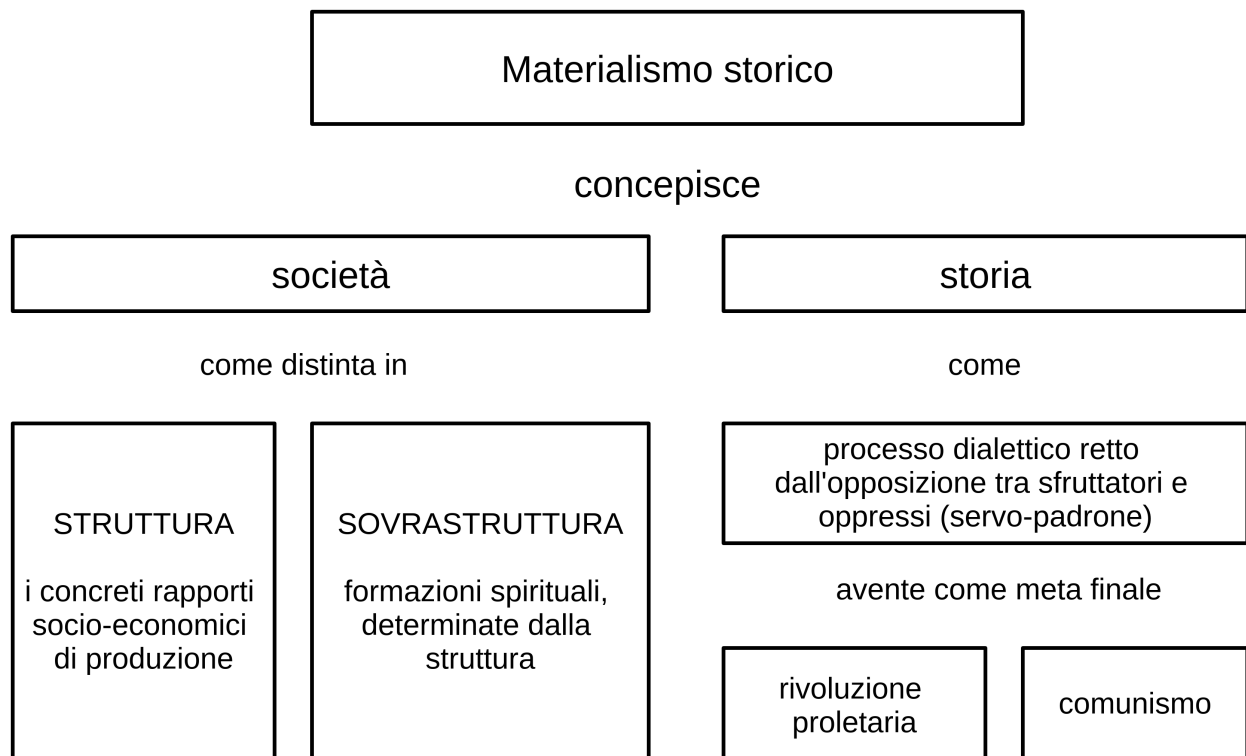 Materialismo storico
concepisce
società
storia
come distinta in
come
STRUTTURA
i concreti rapporti
socio-economici
di produzione
SOVRASTRUTTURA
formazioni spirituali,
determinate dalla
struttura
processo dialettico retto
dall'opposizione tra sfruttatori e
oppressi (servo-padrone)
avente come meta finale
rivoluzione
proletaria
comunismo